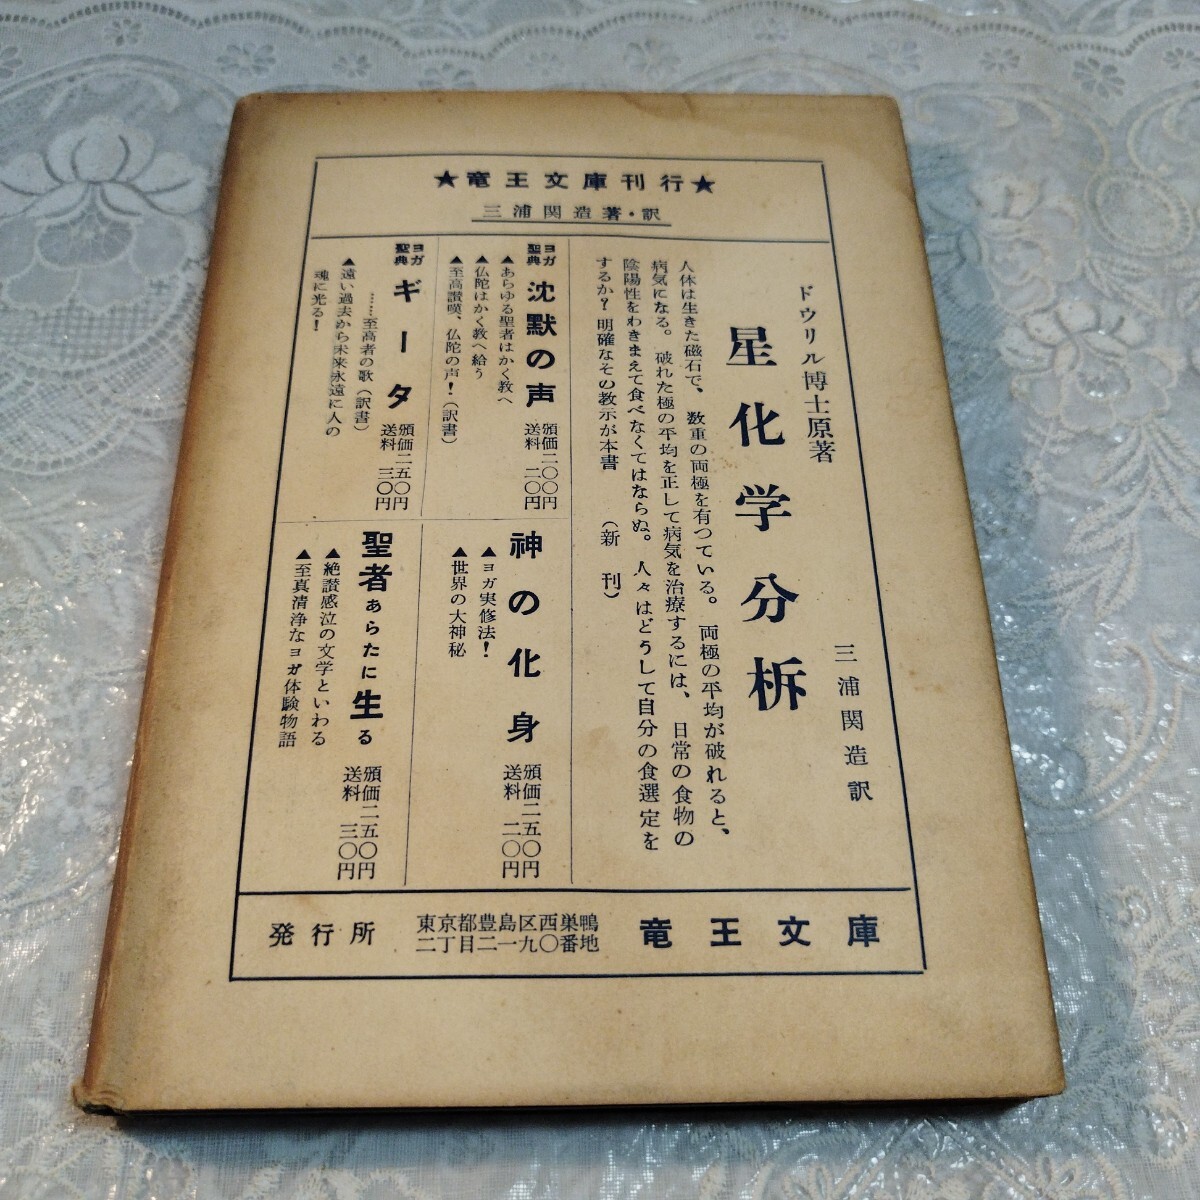 ★竜王文庫刊行★
三浦関造著・訳
ドウリル博士原著
星化学分析
三浦関造訳
人体は生きた磁石で、数重の両極を有つている。両極の平均が破れると、
病気になる。破れた極の平均を正して病気を治療するには、日常の食物の
陰陽性をわきまえて食べなくてはならぬ。人々はどうして自分の食選定を
するか？明確なその教示が本書　（新刊）
ヨガ
聖典
沈默の声
頒価二〇〇円
送料　二〇円
▲あらゆる聖者はかく教へ
▲仏陀はかく教へ給う
▲至高讃嘆、仏陀の声！（訳書）
ヨガ
聖典
ギータ
頒価二五〇円
送料　三〇円
……至高者の歌（訳書）
▲遠い過去から未来永遠に人の
魂に光る！
神の化身
頒価二五〇円
送料　二〇円
▲ヨガ実修法！
▲世界の大神秘
聖者あらたに生る
頒価二五〇円
送料　三〇円
▲絶讃感泣の文学といわる
▲至真清浄なヨガ体験物語
発行所
東京都豊島区西巣鴨
二丁目二一九〇番地
竜王文庫